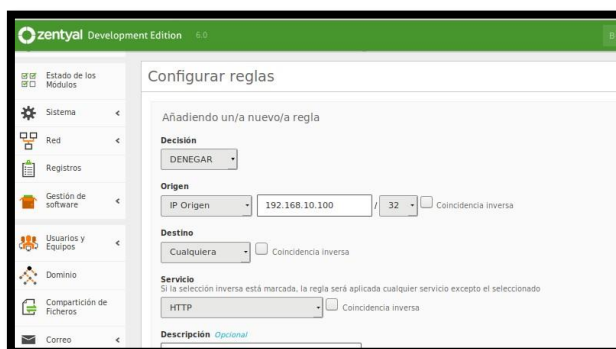 zentyal Development Edition 6.0
B
Estado de los
Módulos
Sistema
Red
Registros
Gestión de
software
Usuarios y
Equipos
Dominio
Compartición de
Ficheros
Correo
Configurar reglas
Añadiendo un/a nuevo/a regla
Decisión
DENEGAR
Origen
IP Origen 192.168.10.100 / 32 Coincidencia inversa
Destino
Cualquiera Coincidencia inversa
Servicio
Si la selección inversa está marcada, la regla será aplicada cualquier servicio excepto el seleccionado
HTTP Coincidencia inversa
Descripción Opcional